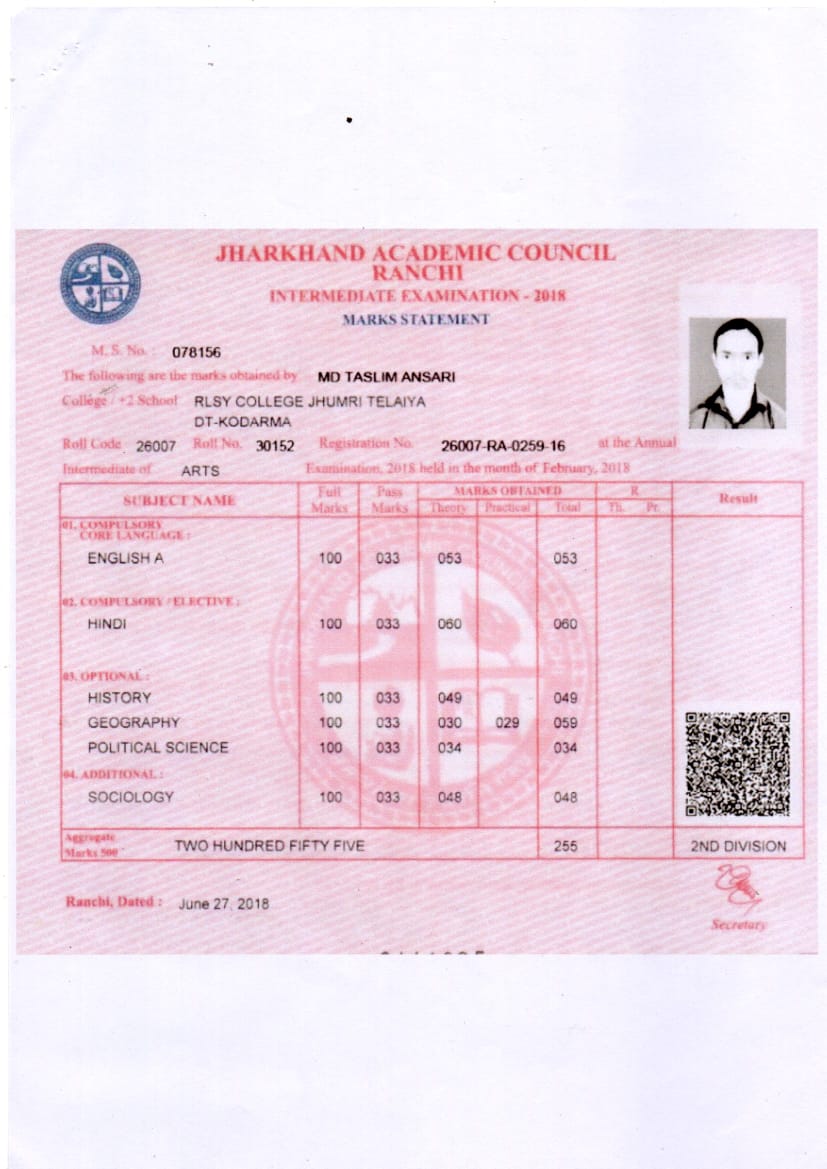 JHARKHAND ACADEMIC COUNCIL
RANCHI
INTERMEDIATE EXAMINATION - 2018
MARKS STATEMENT
M. S. No. : 078156
The following are the marks obtained by MD TASLIM ANSARI
College / +2 School RLSY COLLEGE JHUMRI TELAIYA
DT-KODARMA
Roll Code 26007 Roll No. 30152 Registration No. 26007-RA-0259-16 at the Annual
Intermediate of ARTS Examination, 2018 held in the month of February, 2018
SUBJECT NAME Full Marks Pass Marks MARKS OBTAINED R Result
Theory Practical Total Th. Pr.
01. COMPULSORY
CORE LANGUAGE :
ENGLISH A 100 033 053 053
02. COMPULSORY / ELECTIVE :
HINDI 100 033 060 060
03. OPTIONAL :
HISTORY 100 033 049 049
GEOGRAPHY 100 033 030 029 059
POLITICAL SCIENCE 100 033 034 034
04. ADDITIONAL :
SOCIOLOGY 100 033 048 048
Aggregate
Marks 500 TWO HUNDRED FIFTY FIVE 255 2ND DIVISION
Ranchi, Dated : June 27, 2018
Secretary